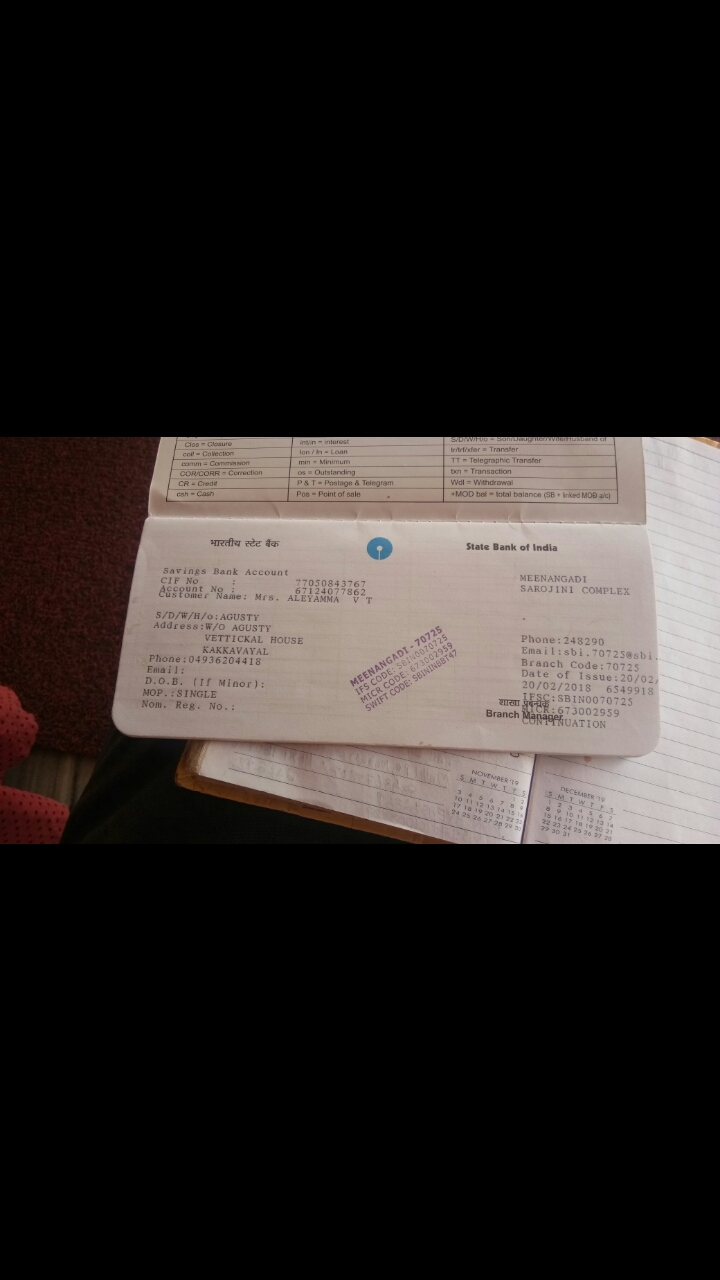 Clos = Closure
int/in = Interest
S/D/W/H/o = Son/Daughter/Wife/Husband of
coll = Collection
lon / ln = Loan
tr/trf/xfer = Transfer
comm = Commission
mm = Minimum
TT = Telegraphic Transfer
COR/CORR = Correction
os = Outstanding
txn = Transaction
CR = Credit
P & T = Postage & Telegram
Wdl = Withdrawal
csh = Cash
Pos = Point of sale
+MOD bal = total balance (SB + linked MOB a/c)
भारतीय स्टेट बैंक
State Bank of India
Savings Bank Account
CIF No : 77050843767
Account No : 67124077862
Customer Name: Mrs. ALEYAMMA V T
S/D/W/H/o:AGUSTY
Address:W/O AGUSTY
VETTICKAL HOUSE
KAKKAVAYAL
Phone:04936204418
Email:
D.O.B. (If Minor):
MOP.:SINGLE
Nom. Reg. No.:
MEENANGADI - 70725
IFS CODE: SBIN0070725
MICR CODE: 673002959
SWIFT CODE: SBININBB747
MEENANGADI
SAROJINI COMPLEX
Phone:248290
Email:sbi.70725@sbi.
Branch Code:70725
Date of Issue:20/02/
20/02/2018 6549918
IFSC:SBIN0070725
शाखा प्रबन्धक
MICR:673002959
Branch Manager
CONTINUATION
NOVEMBER '19
S M T W T F S
1 2
3 4 5 6 7 8 9
10 11 12 13 14 15 16
17 18 19 20 21 22 23
24 25 26 27 28 29 30
DECEMBER '19
S M T W T F S
1 2 3 4 5 6 7
8 9 10 11 12 13 14
15 16 17 18 19 20 21
22 23 24 25 26 27 28
29 30 31